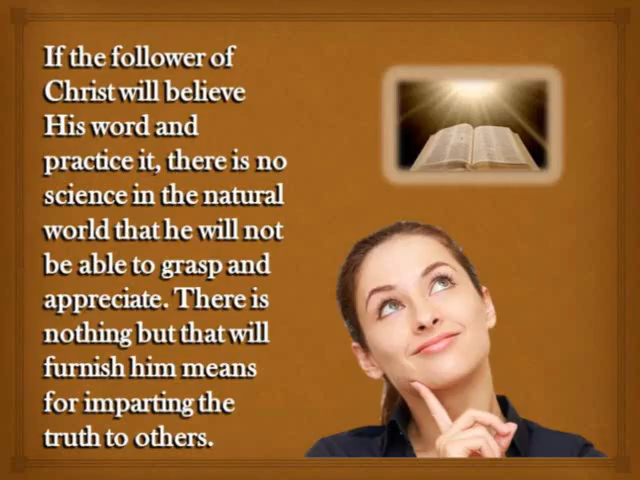 If the follower of
Christ will believe
His word and
practice it, there is no
science in the natural
world that he will not
be able to grasp and
appreciate. There is
nothing but that will
furnish him means
for imparting the
truth to others.